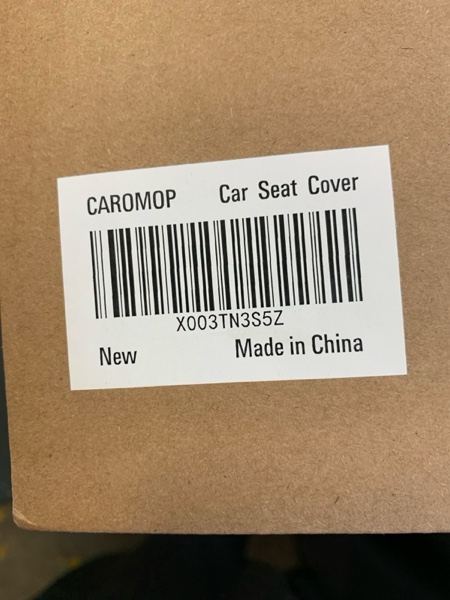 CAROMOP Car Seat Cover
X003TN3S5Z
New Made in China